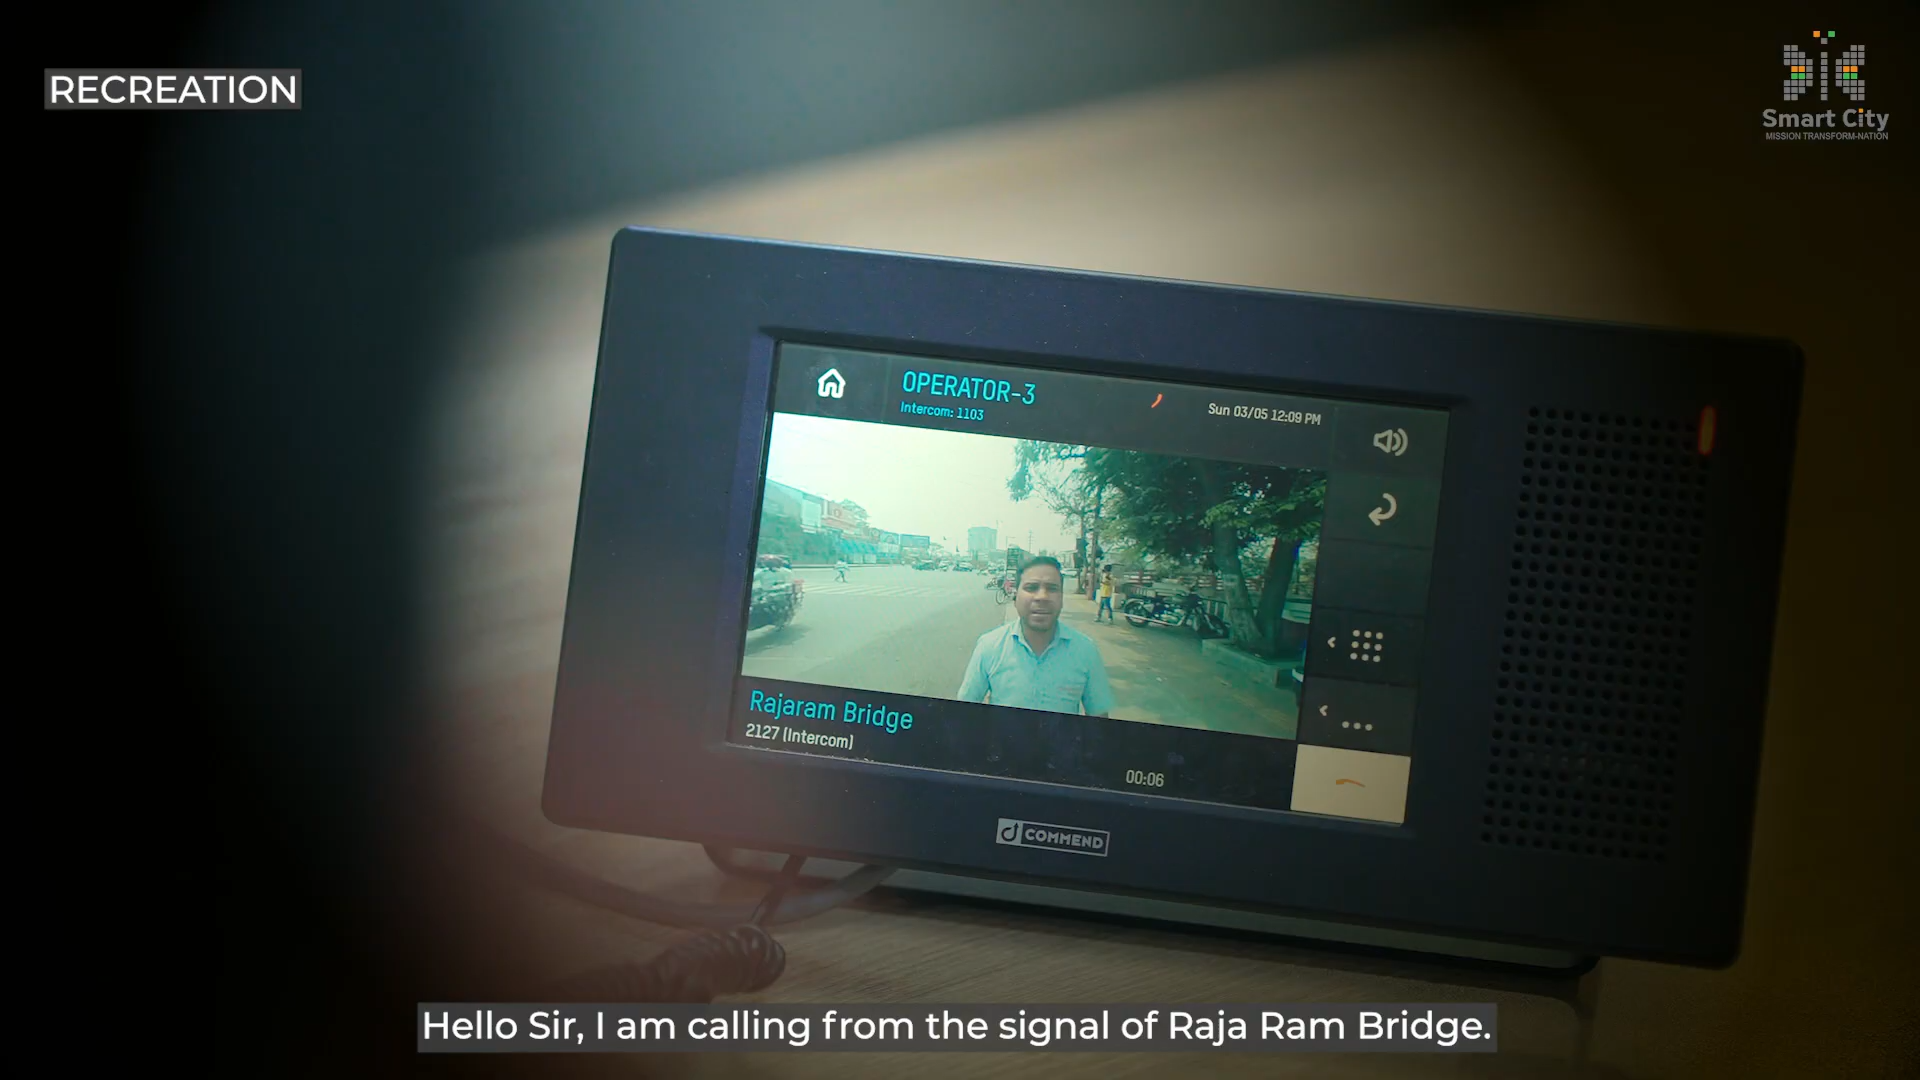 RECREATION
Smart City
MISSION TRANSFORM-NATION
OPERATOR-3
Intercom: 1103
Sun 03/05 12:09 PM
Rajaram Bridge
2127 (Intercom)
00:06
COMMEND
Hello Sir, I am calling from the signal of Raja Ram Bridge.